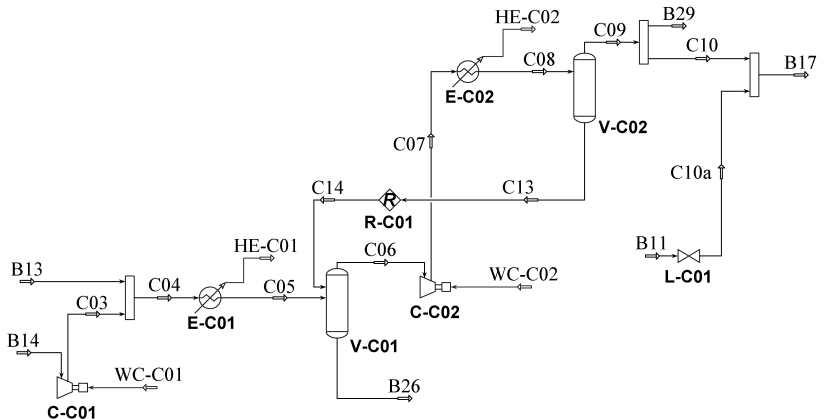 HE-C02
B29
C09
C10
C08
B17
E-C02
V-C02
C07
C10a
C14
C13
R
R-C01
HE-C01
B11
C06
L-C01
B13
C04
C05
WC-C02
C03
E-C01
C-C02
B14
V-C01
WC-C01
B26
C-C01